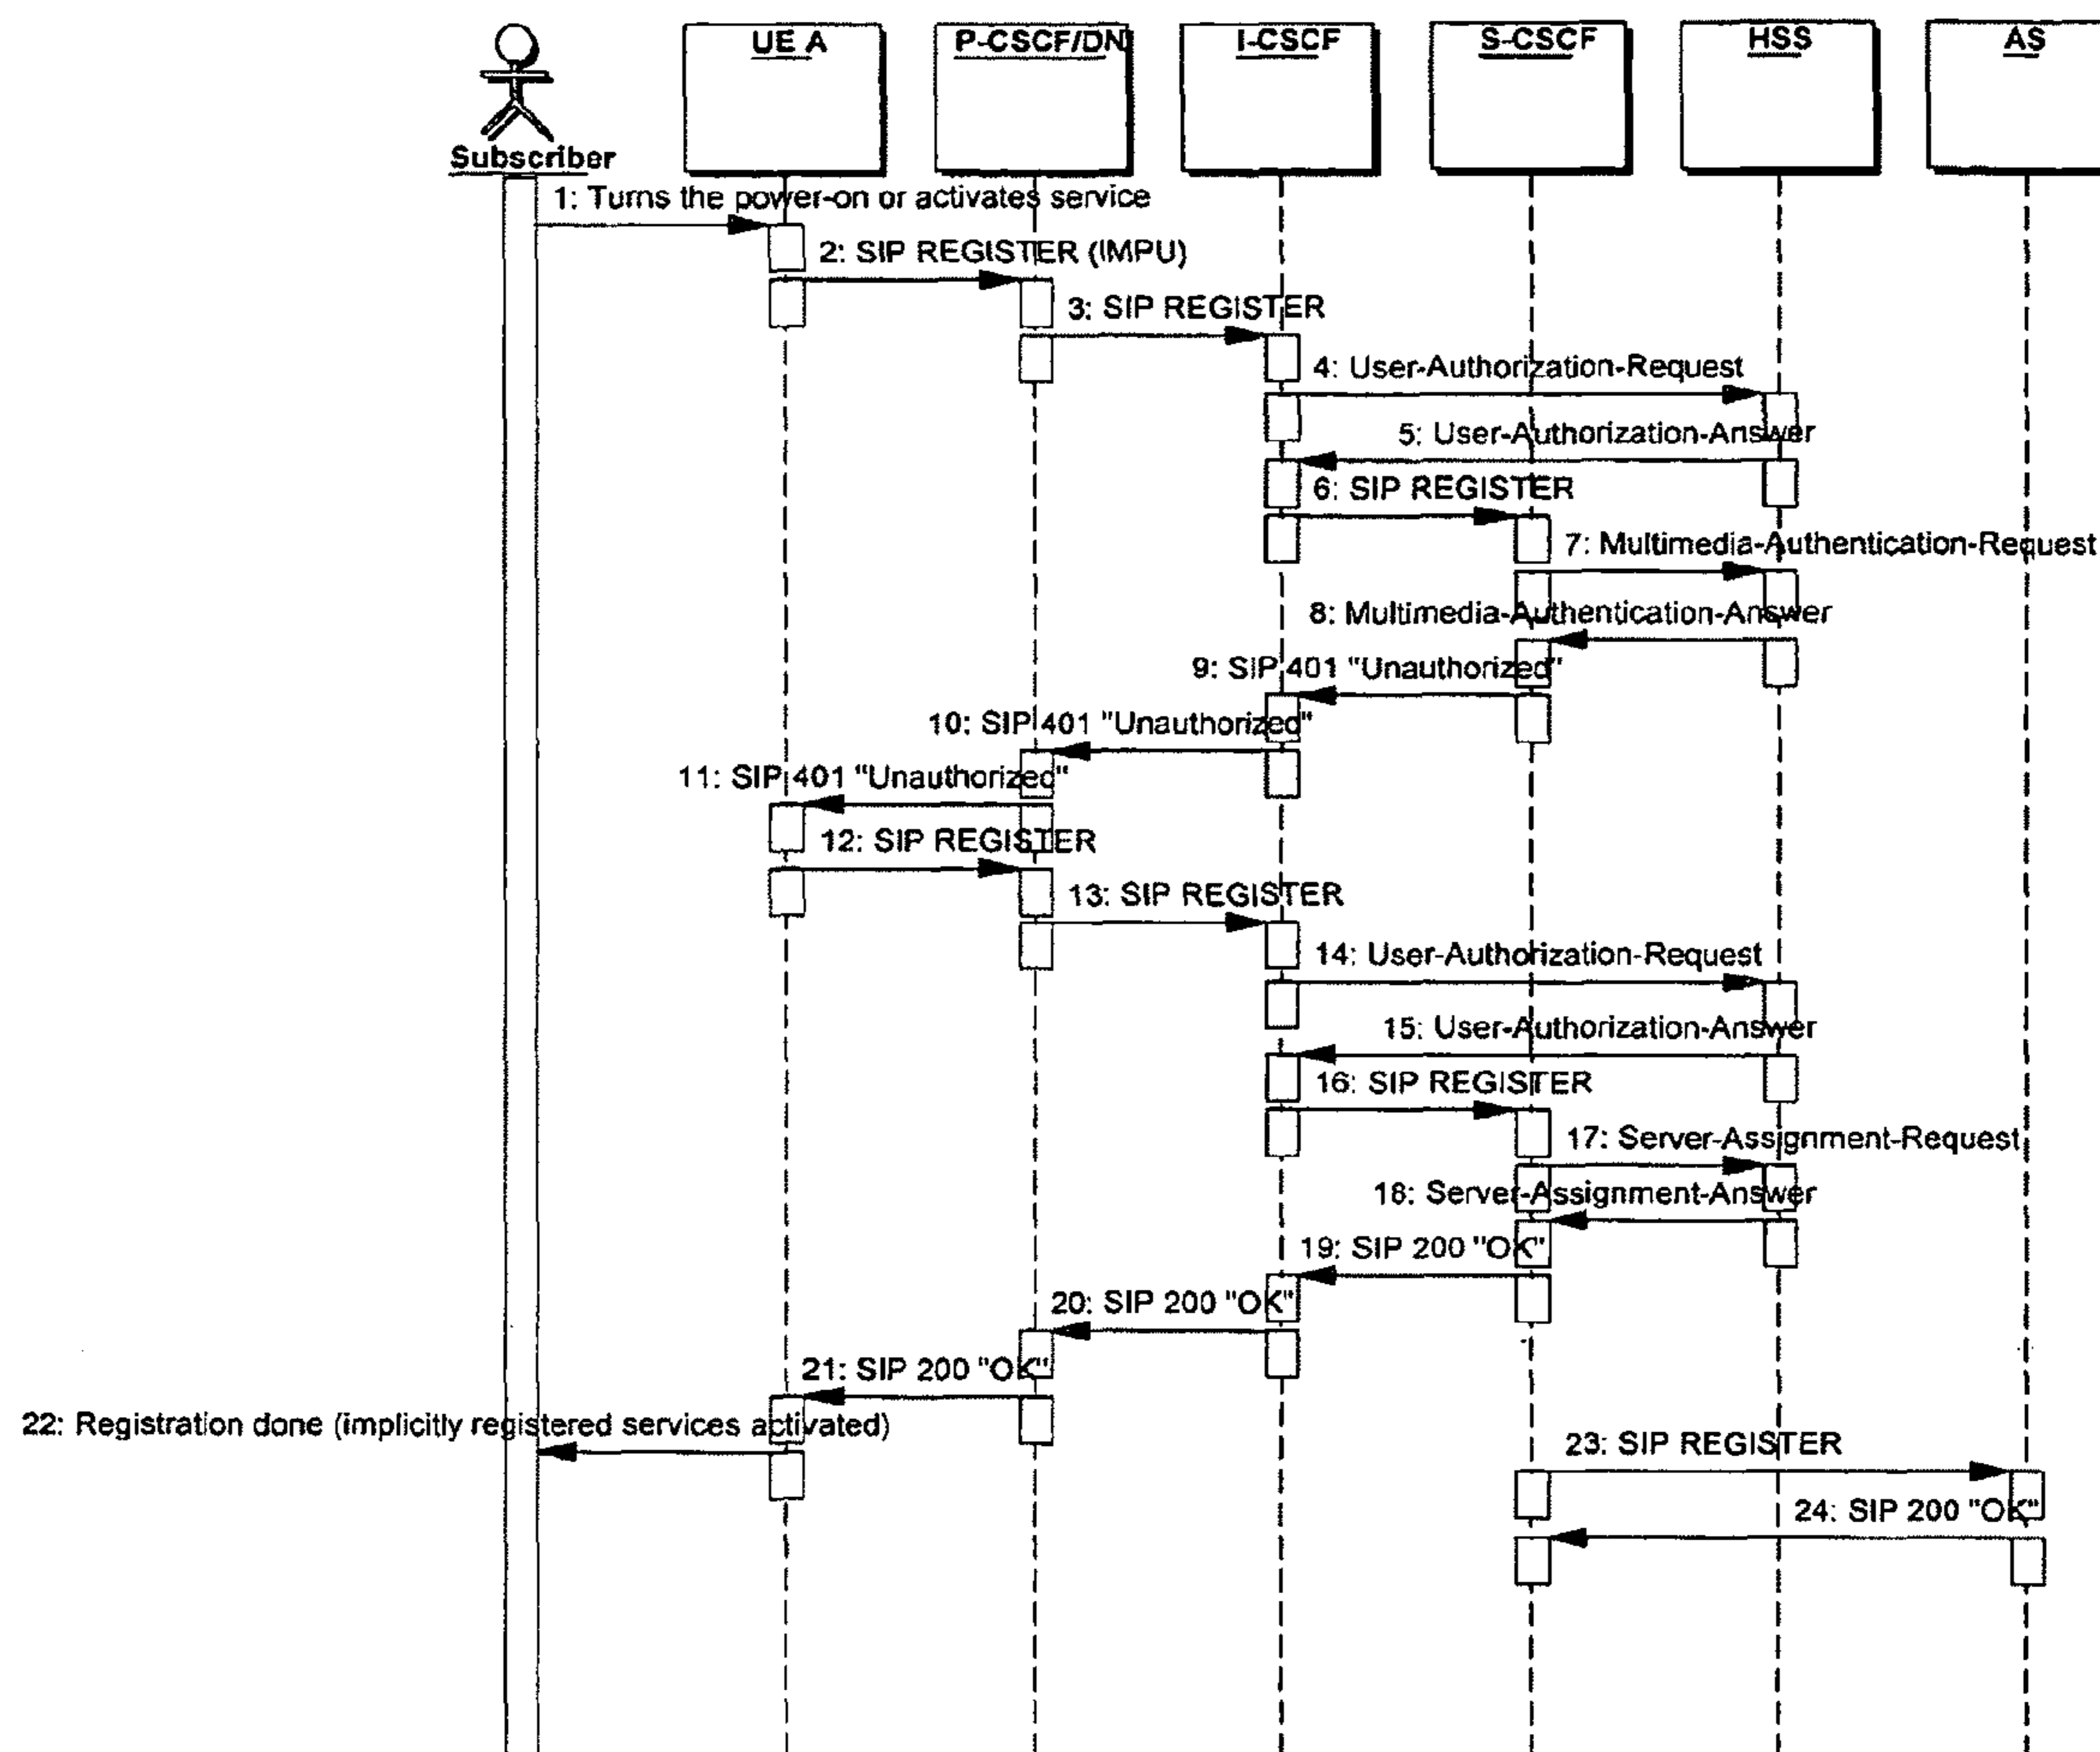 UE A
P-CSCF/DN
I-CSCF
S-CSCF
HSS
AS
Subscriber
1: Turns the power-on or activates service
2: SIP REGISTER (IMPU)
3: SIP REGISTER
4: User-Authorization-Request
5: User-Authorization-Answer
6: SIP REGISTER
7: Multimedia-Authentication-Request
8: Multimedia-Authentication-Answer
9: SIP 401 "Unauthorized"
10: SIP 401 "Unauthorized"
11: SIP 401 "Unauthorized"
12: SIP REGISTER
13: SIP REGISTER
14: User-Authorization-Request
15: User-Authorization-Answer
16: SIP REGISTER
17: Server-Assignment-Request
18: Server-Assignment-Answer
19: SIP 200 "OK"
20: SIP 200 "OK"
21: SIP 200 "OK"
22: Registration done (implicitly registered services activated)
23: SIP REGISTER
24: SIP 200 "OK"